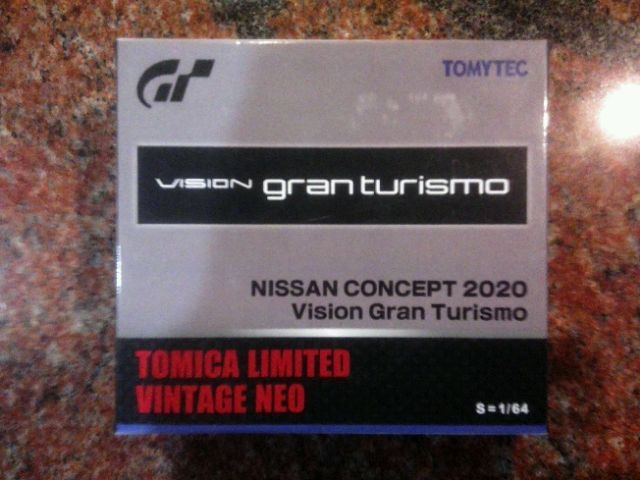 GT
TOMYTEC
VISION gran turismo
NISSAN CONCEPT 2020
Vision Gran Turismo
TOMICA LIMITED
VINTAGE NEO
S=1/64